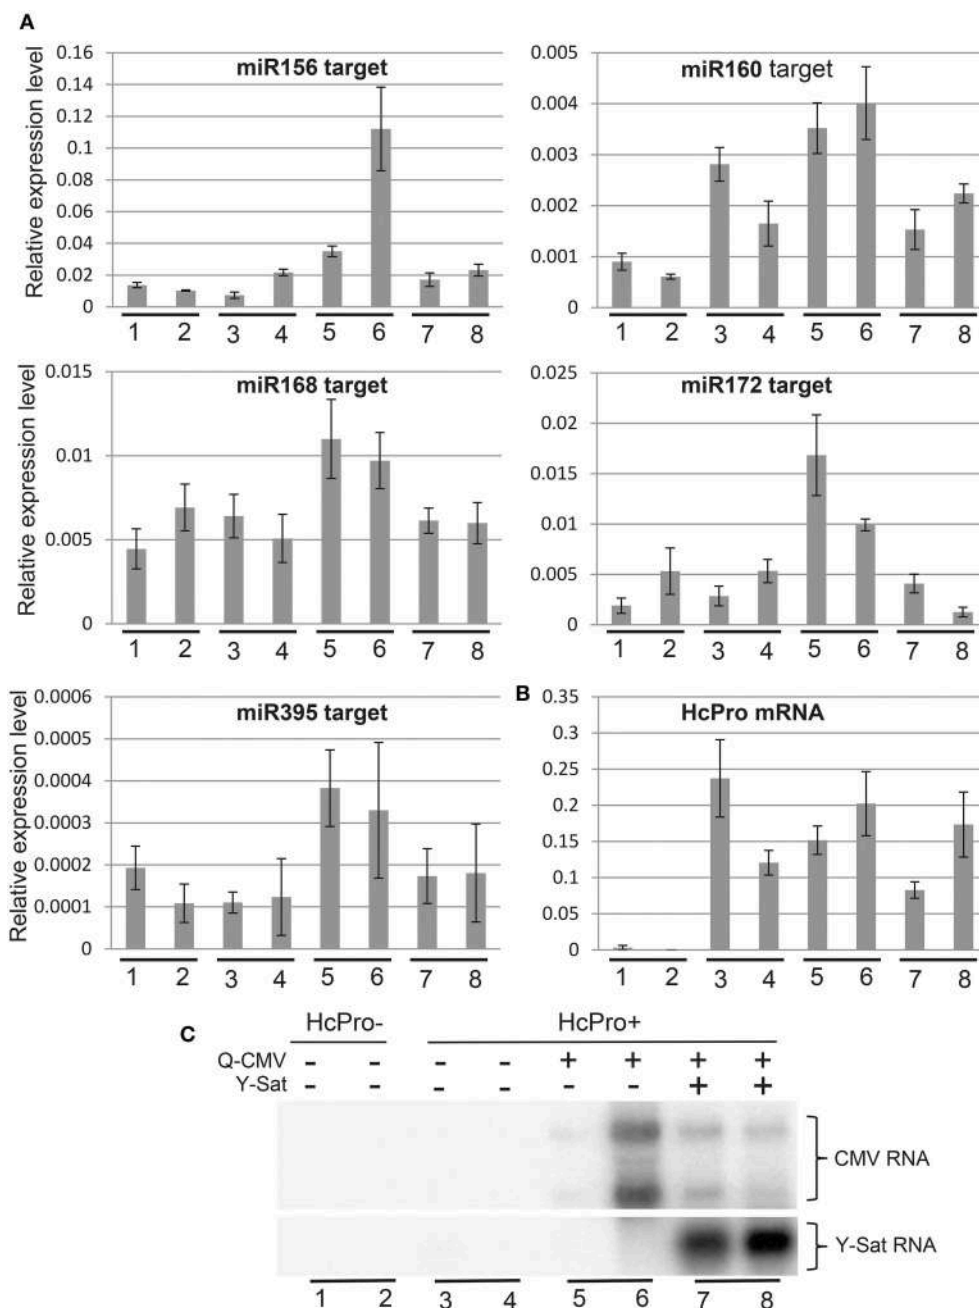 A
miR156 target
Relative expression level
0.16
0.14
0.12
0.1
0.08
0.06
0.04
0.02
0
1 2 3 4 5 6 7 8
miR160 target
0.005
0.004
0.003
0.002
0.001
0
1 2 3 4 5 6 7 8
miR168 target
Relative expression level
0.015
0.01
0.005
0
1 2 3 4 5 6 7 8
miR172 target
0.025
0.02
0.015
0.01
0.005
0
1 2 3 4 5 6 7 8
miR395 target
Relative expression level
0.0006
0.0005
0.0004
0.0003
0.0002
0.0001
0
1 2 3 4 5 6 7 8
B
HcPro mRNA
0.35
0.3
0.25
0.2
0.15
0.1
0.05
0
1 2 3 4 5 6 7 8
C
HcPro- HcPro+
Q-CMV - - - - + + + +
Y-Sat - - - - - - + +
CMV RNA
Y-Sat RNA
1 2 3 4 5 6 7 8